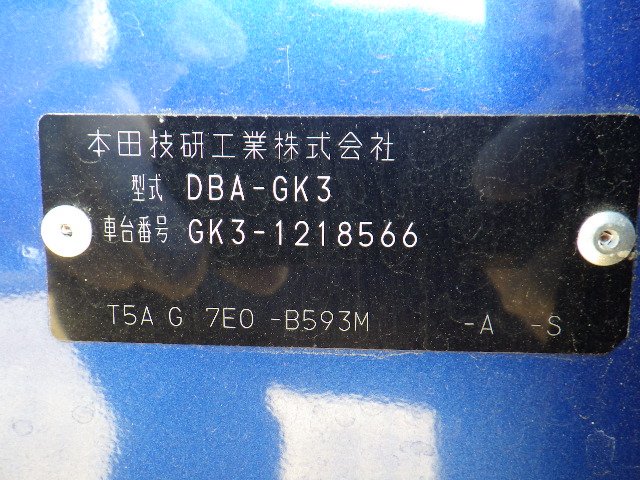 本田技研工業株式会社
型式 DBA-GK3
車台番号 GK3-1218566
T5A G 7E0 -B593M -A -S